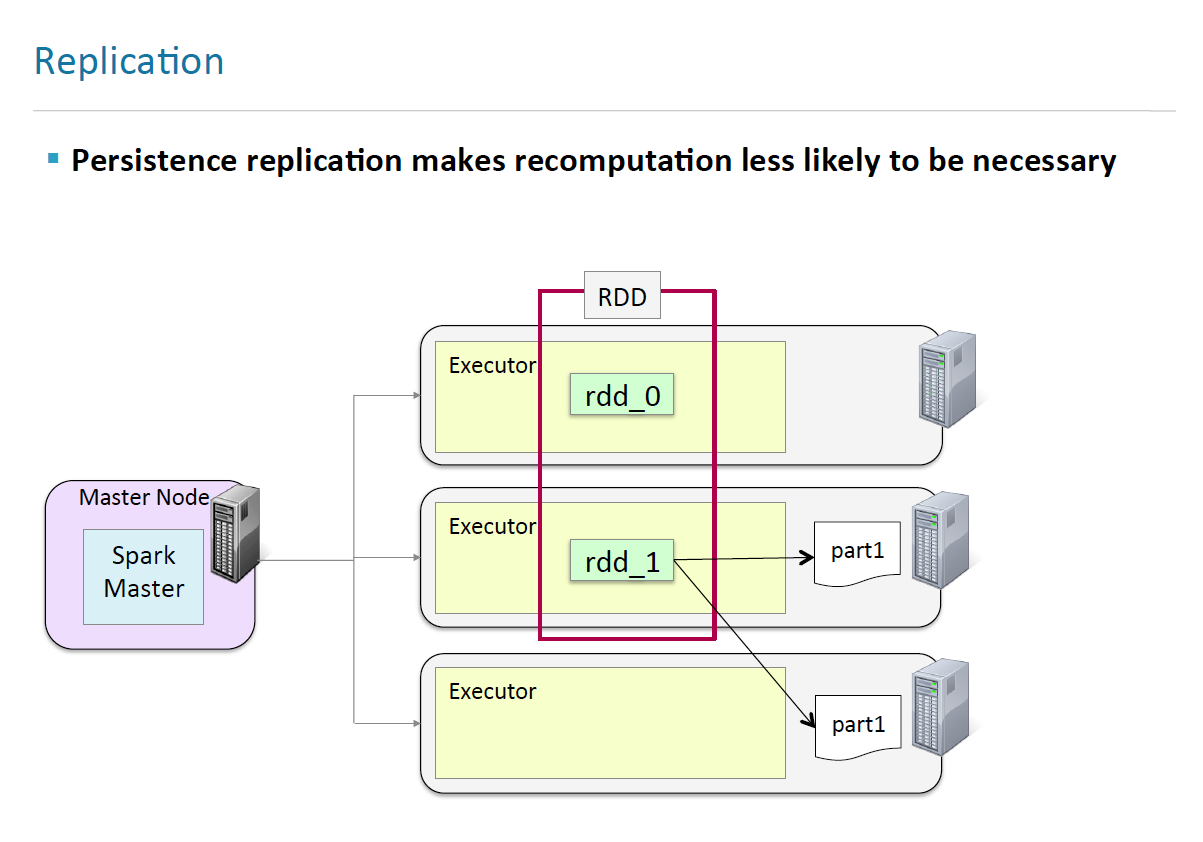 Replication
Persistence replication makes recomputation less likely to be necessary
RDD
Executor
rdd_0
Master Node
Spark
Master
Executor
rdd_1
part1
Executor
part1